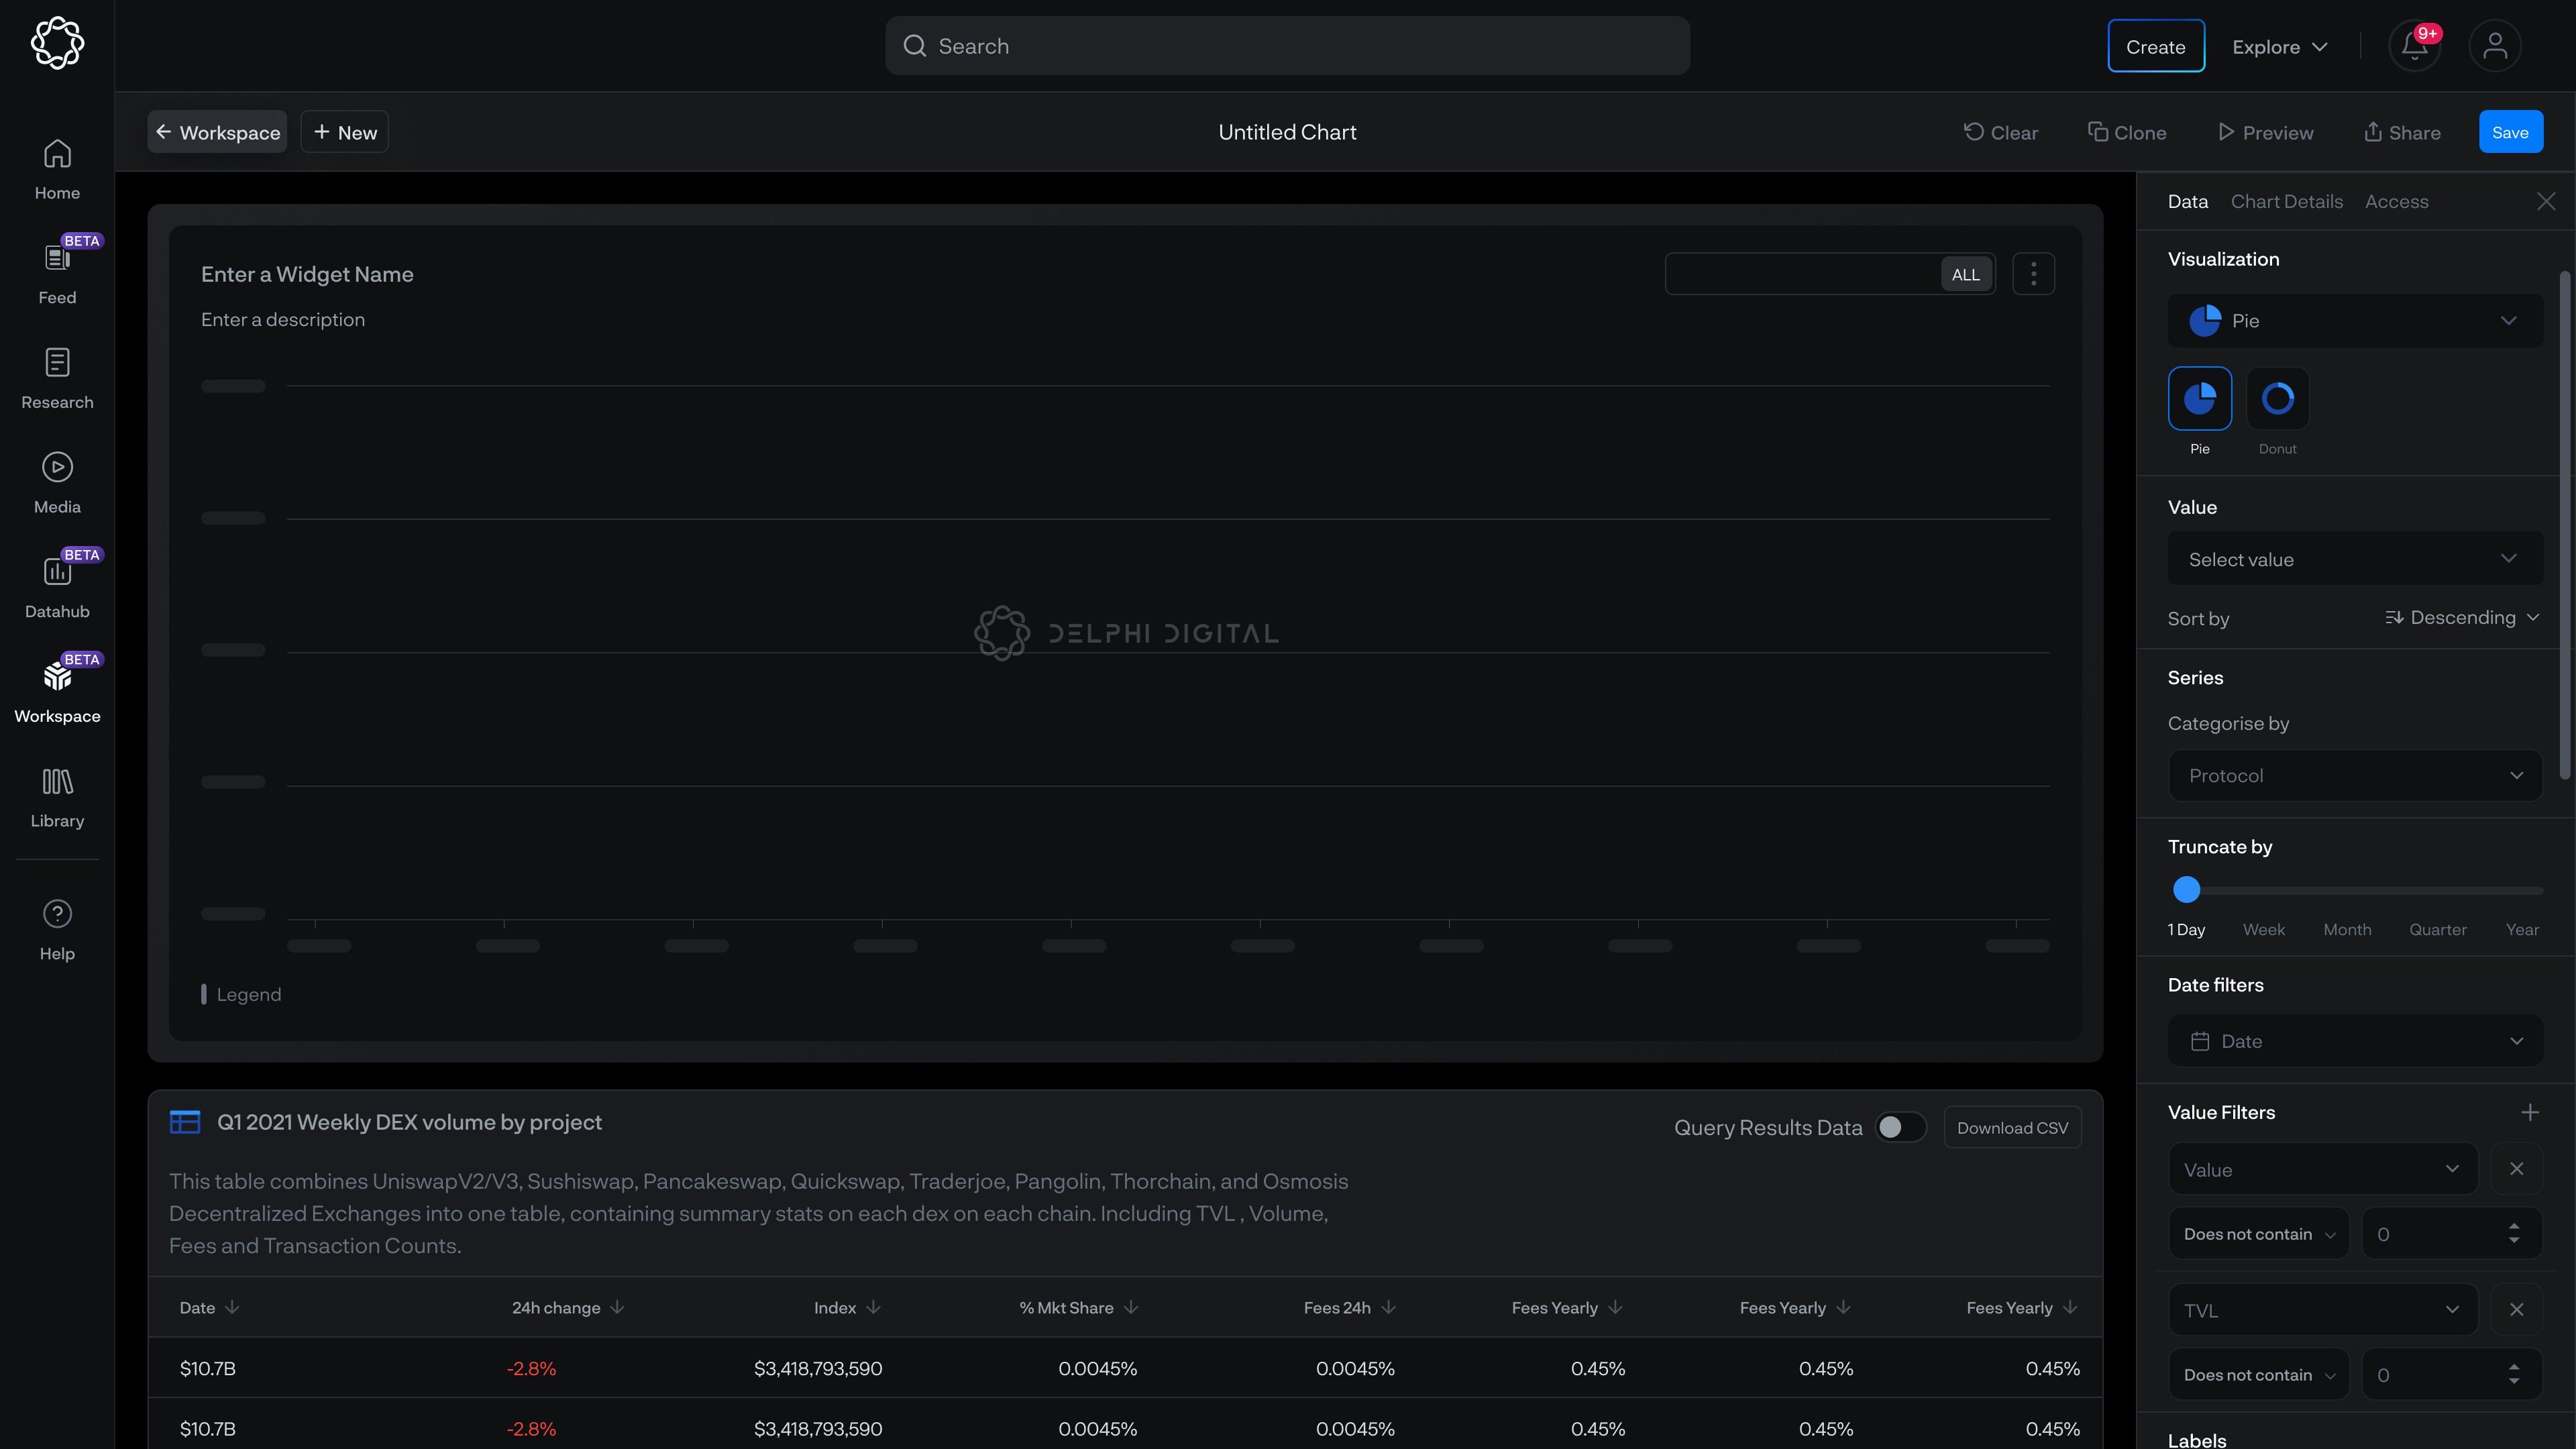 Search
Create
Explore
9+
Workspace
New
Untitled Chart
Clear
Clone
Preview
Share
Save
Home
BETA
Feed
Research
Media
BETA
Datahub
BETA
Workspace
Library
Help
Enter a Widget Name
ALL
Enter a description
DELPHI DIGITAL
Legend
Q1 2021 Weekly DEX volume by project
Query Results Data
Download CSV
This table combines UniswapV2/V3, Sushiswap, Pancakeswap, Quickswap, Traderjoe, Pangolin, Thorchain, and Osmosis
Decentralized Exchanges into one table, containing summary stats on each dex on each chain. Including TVL , Volume,
Fees and Transaction Counts.
Date 24h change Index % Mkt Share Fees 24h Fees Yearly Fees Yearly Fees Yearly
$10.7B -2.8% $3,418,793,590 0.0045% 0.0045% 0.45% 0.45% 0.45%
$10.7B -2.8% $3,418,793,590 0.0045% 0.0045% 0.45% 0.45% 0.45%
Data Chart Details Access
Visualization
Pie
Pie Donut
Value
Select value
Sort by Descending
Series
Categorise by
Protocol
Truncate by
1 Day Week Month Quarter Year
Date filters
Date
Value Filters
Value
Does not contain 0
TVL
Does not contain 0
Labels